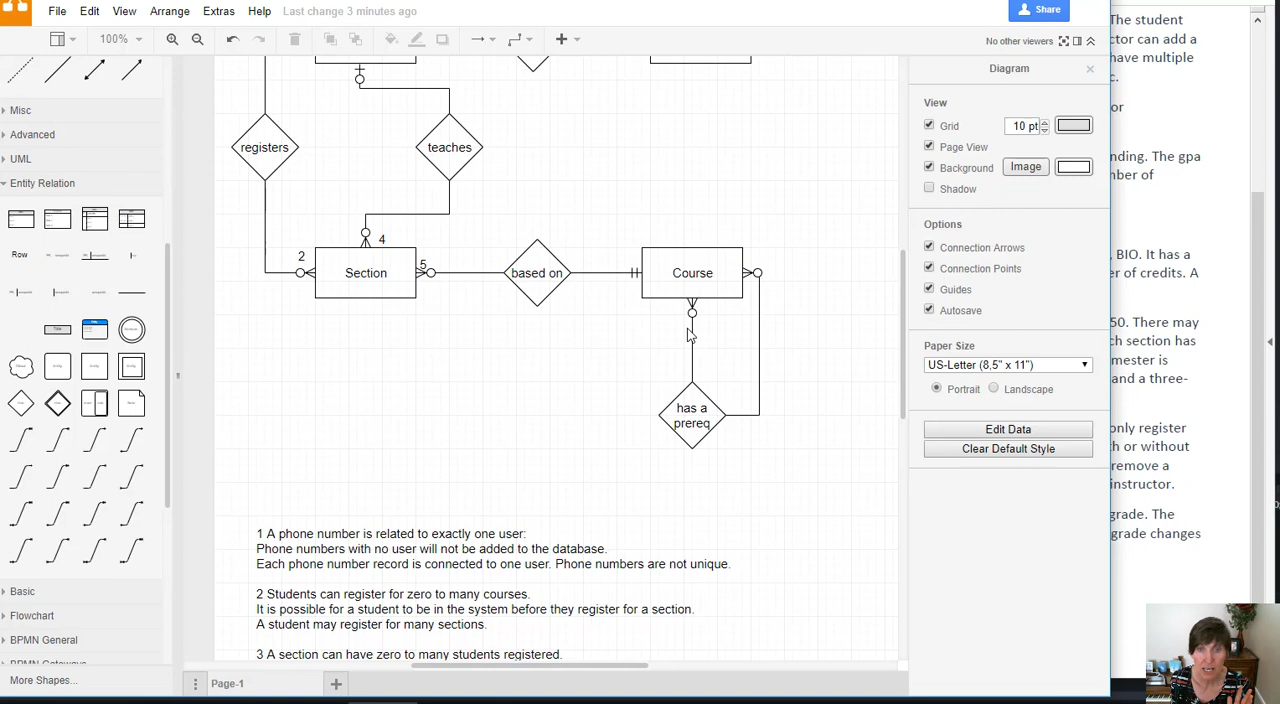 File Edit View Arrange Extras Help Last change 3 minutes ago
Share
100%
No other viewers
Misc
Advanced
UML
Entity Relation
Row
Basic
Flowchart
BPMN General
More Shapes...
registers
teaches
4
2
Section
5
based on
Course
has a
prereq
1 A phone number is related to exactly one user:
Phone numbers with no user will not be added to the database.
Each phone number record is connected to one user. Phone numbers are not unique.
2 Students can register for zero to many courses.
It is possible for a student to be in the system before they register for a section.
A student may register for many sections.
3 A section can have zero to many students registered.
Page-1
Diagram
View
Grid 10 pt
Page View
Background Image
Shadow
Options
Connection Arrows
Connection Points
Guides
Autosave
Paper Size
US-Letter (8,5" x 11")
Portrait Landscape
Edit Data
Clear Default Style
The student
ctor can add a
have multiple
or
nding. The gpa
nber of
, BIO. It has a
er of credits. A
50. There may
ch section has
mester is
and a three-
only register
h or without
remove a
instructor.
grade. The
grade changes